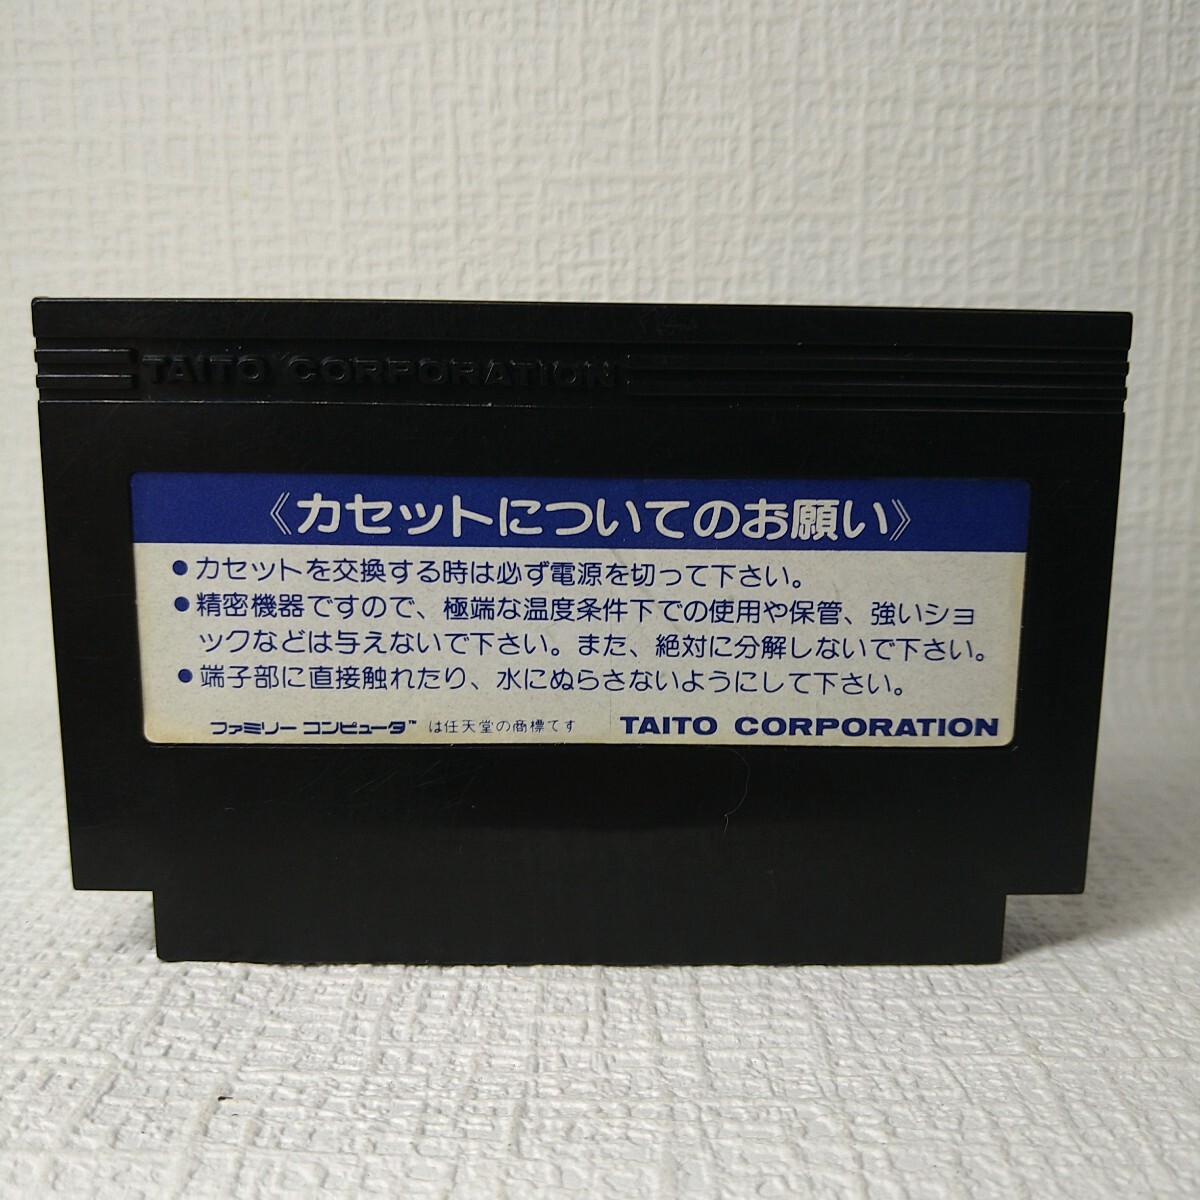 TAITO CORPORATION
《カセットについてのお願い》
●カセットを交換する時は必ず電源を切って下さい。
●精密機器ですので、極端な温度条件下での使用や保管、強いショ
ックなどは与えないで下さい。また、絶対に分解しないで下さい。
●端子部に直接触れたり、水にぬらさないようにして下さい。
ファミリー コンピュータ™ は任天堂の商標です TAITO CORPORATION